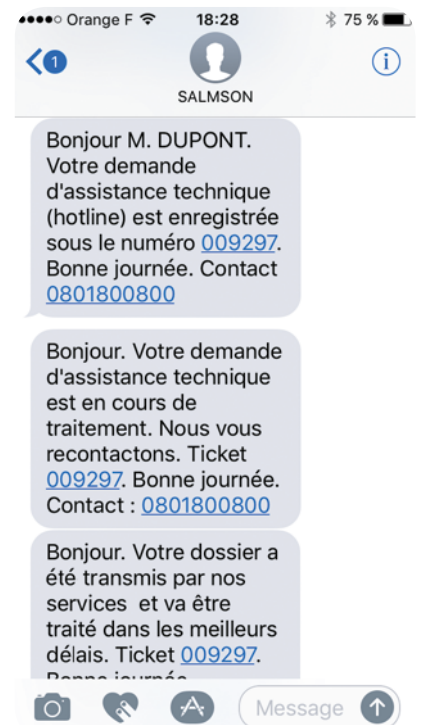 Orange F 18:28 75 %
1
SALMSON
Bonjour M. DUPONT.
Votre demande
d'assistance technique
(hotline) est enregistrée
sous le numéro 009297.
Bonne journée. Contact
0801800800
Bonjour. Votre demande
d'assistance technique
est en cours de
traitement. Nous vous
recontactons. Ticket
009297. Bonne journée.
Contact : 0801800800
Bonjour. Votre dossier a
été transmis par nos
services et va être
traité dans les meilleurs
délais. Ticket 009297.
Bonne journée
Message